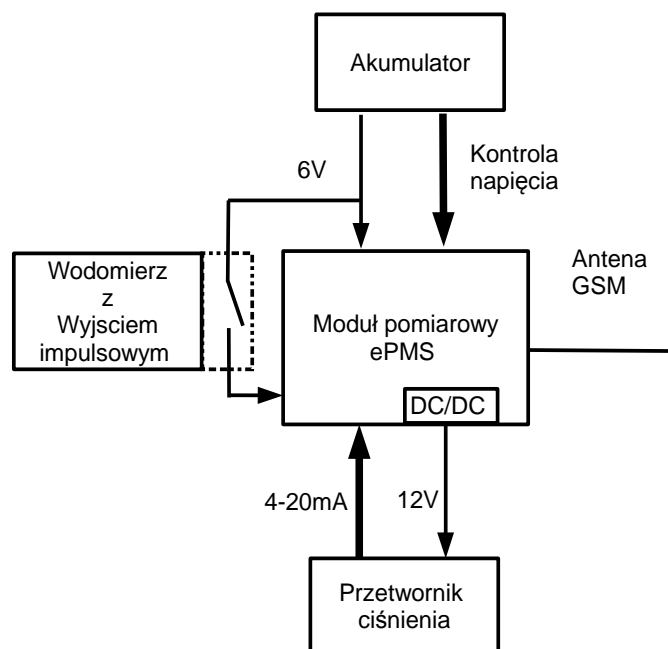 Akumulator
6V
Kontrola
napięcia
Wodomierz
z
Wyjsciem
impulsowym
Moduł pomiarowy
ePMS
Antena
GSM
DC/DC
4-20mA
12V
Przetwornik
ciśnienia